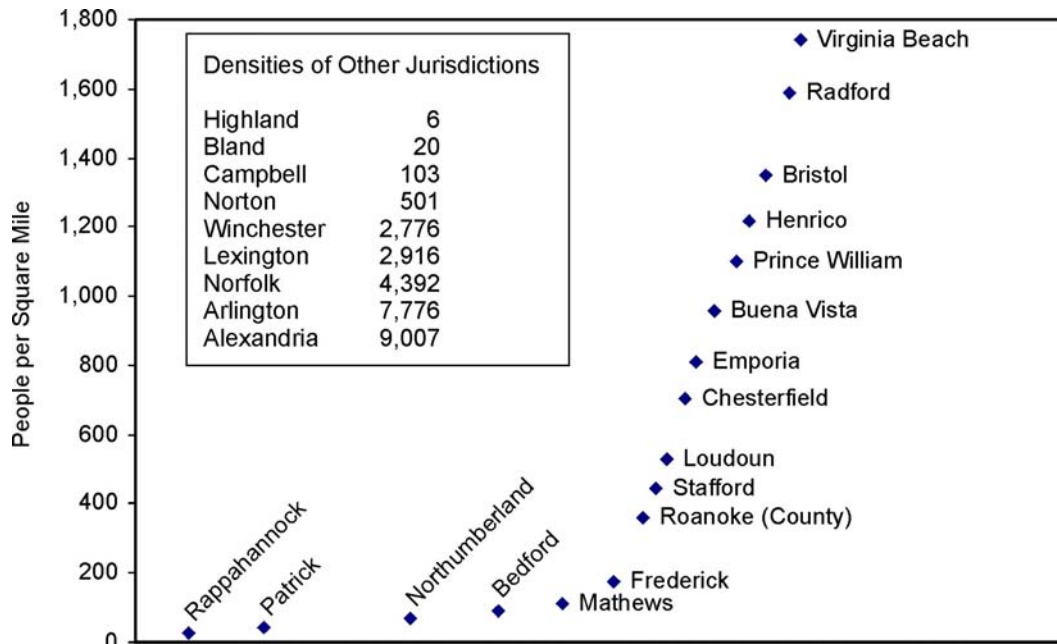 1,800
1,600
1,400
1,200
1,000
800
600
400
200
0
People per Square Mile
Densities of Other Jurisdictions
Highland 6
Bland 20
Campbell 103
Norton 501
Winchester 2,776
Lexington 2,916
Norfolk 4,392
Arlington 7,776
Alexandria 9,007
Virginia Beach
Radford
Bristol
Henrico
Prince William
Buena Vista
Emporia
Chesterfield
Loudoun
Stafford
Roanoke (County)
Frederick
Mathews
Bedford
Northumberland
Patrick
Rappahannock